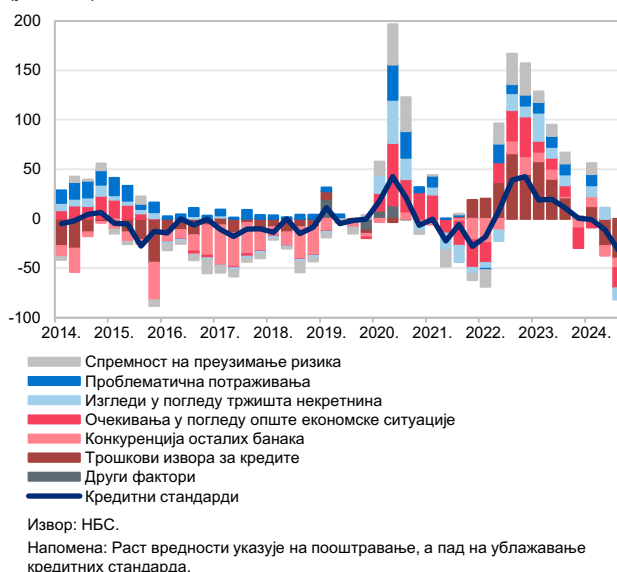 200
150
100
50
0
-50
-100
2014. 2015. 2016. 2017. 2018. 2019. 2020. 2021. 2022. 2023. 2024.
Спремност на преузимање ризика
Проблематична потраживања
Изгледи у погледу тржишта некретнина
Очекивања у погледу опште економске ситуације
Конкуренција осталих банака
Трошкови извора за кредите
Други фактори
Кредитни стандарди
Извор: НБС.
Напомена: Раст вредности указује на пооштравање, а пад на ублажавање
кредитних стандарда.